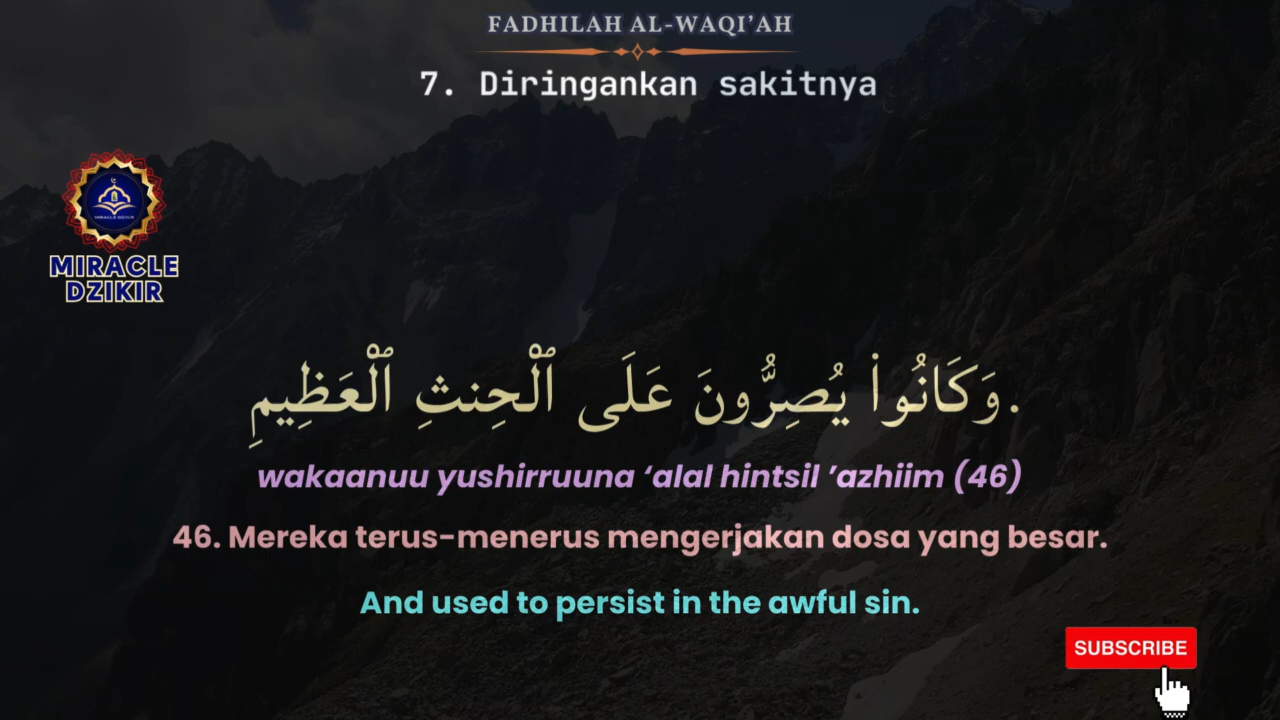 FADHILAH AL-WAQI’AH
7. Diringankan sakitnya
MIRACLE
DZIKIR
وَكَانُوا۟ يُصِرُّونَ عَلَى ٱلْحِنثِ ٱلْعَظِيمِ.
wakaanuu yushirruuna ‘alal hintsil ’azhiim (46)
46. Mereka terus-menerus mengerjakan dosa yang besar.
And used to persist in the awful sin.
SUBSCRIBE